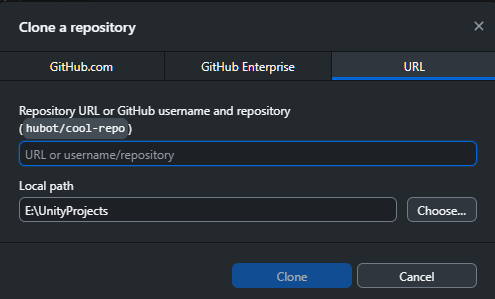 Clone a repository
GitHub.com
GitHub Enterprise
URL
Repository URL or GitHub username and repository
(hubot/cool-repo)
URL or username/repository
Local path
E:\UnityProjects
Choose...
Clone
Cancel